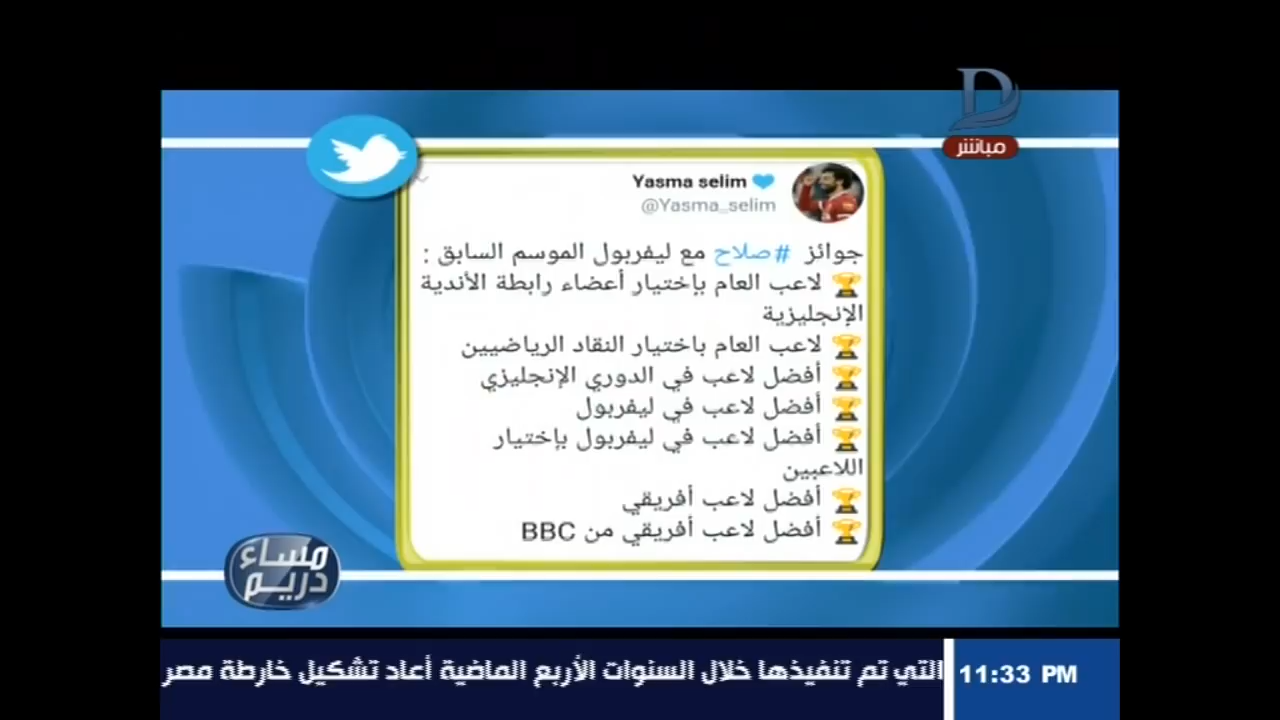 D
مباشر
Yasma selim
@Yasma_selim
جوائز #صلاح مع ليفربول الموسم السابق :
لاعب العام بإختيار أعضاء رابطة الأندية
الإنجليزية
لاعب العام باختيار النقاد الرياضيين
أفضل لاعب في الدوري الإنجليزي
أفضل لاعب في ليفربول
أفضل لاعب في ليفربول بإختيار
اللاعبين
أفضل لاعب أفريقي
أفضل لاعب أفريقي من BBC
مساء
دريم
التي تم تنفيذها خلال السنوات الأربع الماضية أعاد تشكيل خارطة مصر
11:33 PM